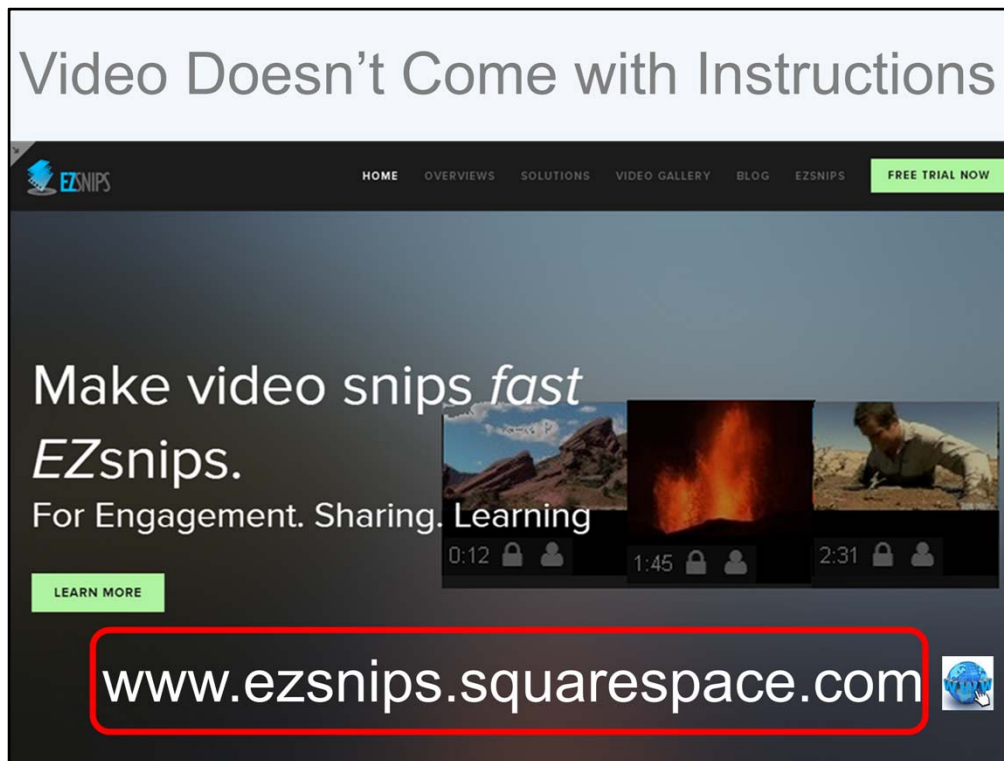 Video Doesn't Come with Instructions
EZSNIPS
HOME OVERVIEWS SOLUTIONS VIDEO GALLERY BLOG EZSNIPS FREE TRIAL NOW
Make video snips fast
EZsnips.
For Engagement. Sharing. Learning
0:12 1:45 2:31
LEARN MORE
www.ezsnips.squarespace.com